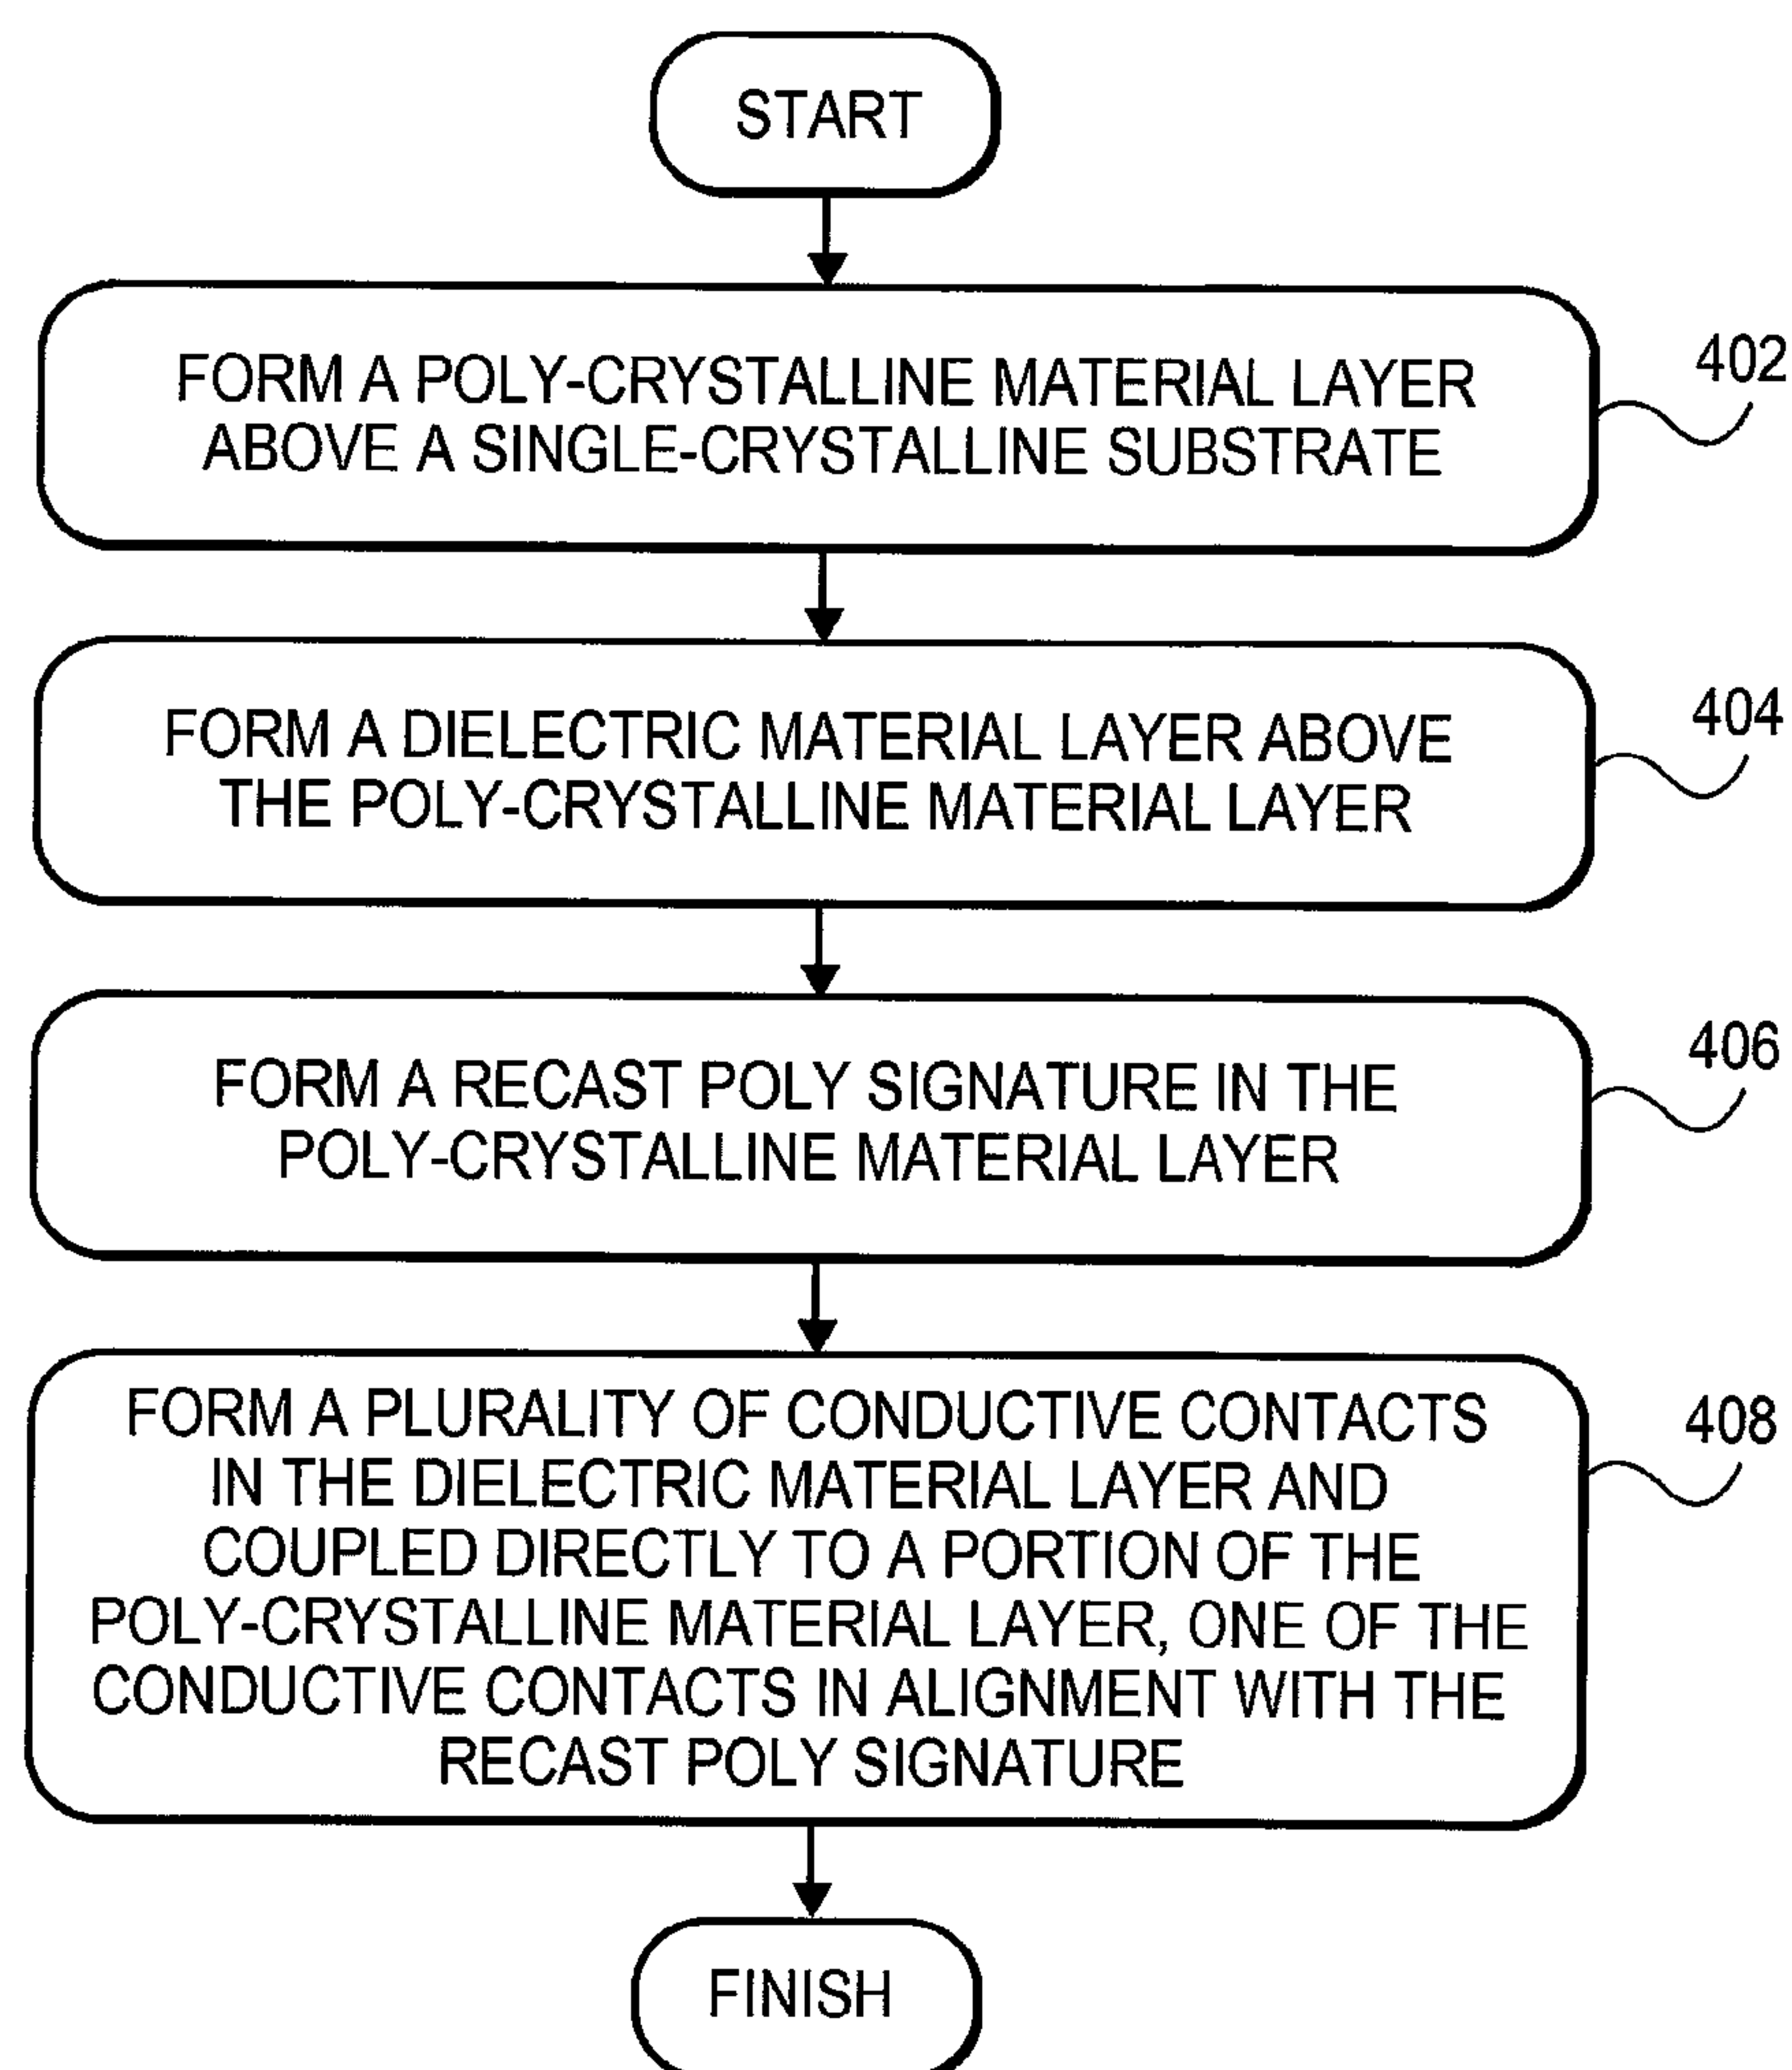 START
FORM A POLY-CRYSTALLINE MATERIAL LAYER
ABOVE A SINGLE-CRYSTALLINE SUBSTRATE
402
FORM A DIELECTRIC MATERIAL LAYER ABOVE
THE POLY-CRYSTALLINE MATERIAL LAYER
404
FORM A RECAST POLY SIGNATURE IN THE
POLY-CRYSTALLINE MATERIAL LAYER
406
FORM A PLURALITY OF CONDUCTIVE CONTACTS
IN THE DIELECTRIC MATERIAL LAYER AND
COUPLED DIRECTLY TO A PORTION OF THE
POLY-CRYSTALLINE MATERIAL LAYER, ONE OF THE
CONDUCTIVE CONTACTS IN ALIGNMENT WITH THE
RECAST POLY SIGNATURE
408
FINISH